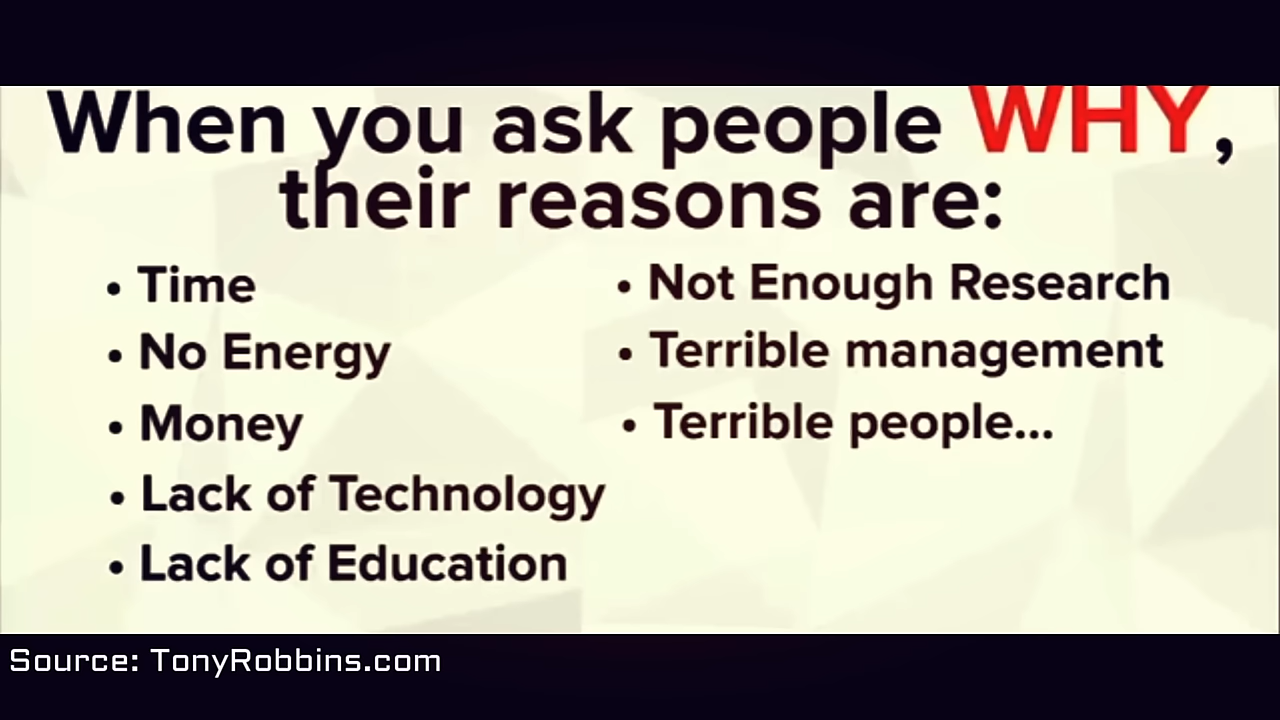 When you ask people WHY,
their reasons are:
• Time
• No Energy
• Money
• Lack of Technology
• Lack of Education
• Not Enough Research
• Terrible management
• Terrible people...
Source: TonyRobbins.com